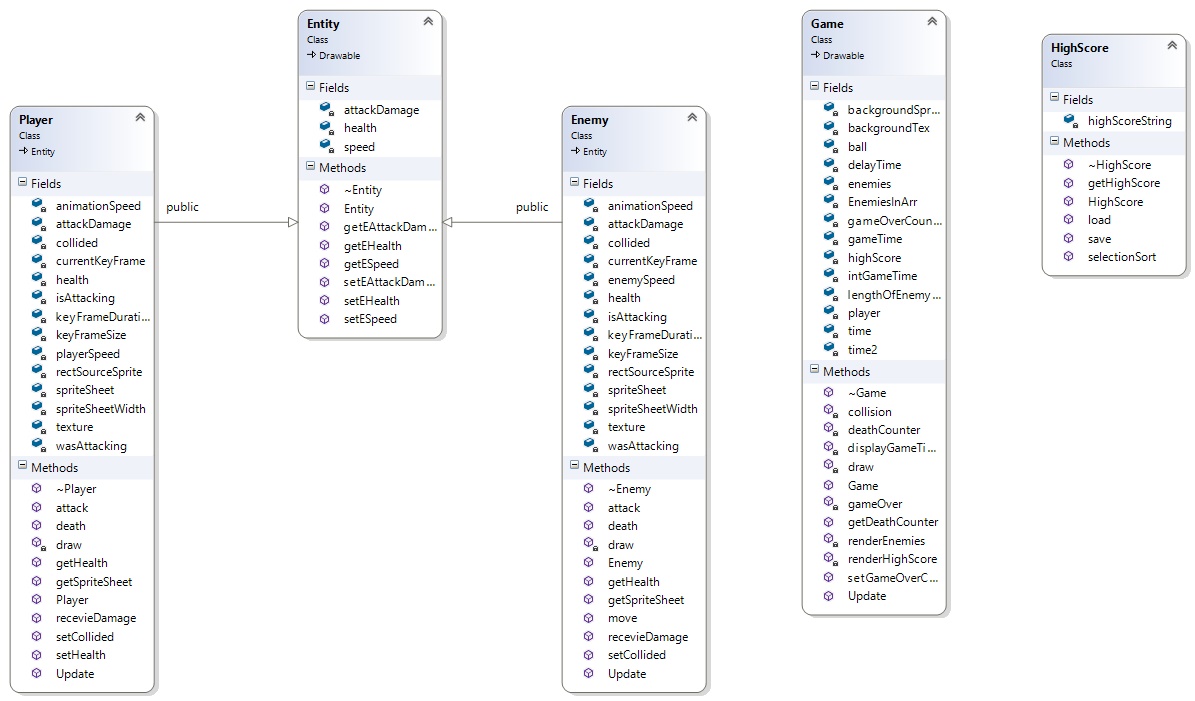 Player
Class
Entity
Fields
animationSpeed
attackDamage
collided
currentKeyFrame
health
isAttacking
keyFrameDurati...
keyFrameSize
playerSpeed
rectSourceSprite
spriteSheet
spriteSheetWidth
texture
wasAttacking
Methods
~Player
attack
death
draw
getHealth
getSpriteSheet
Player
recevieDamage
setCollided
setHealth
Update
public
Entity
Class
Drawable
Fields
attackDamage
health
speed
Methods
~Entity
Entity
getEAttackDam...
getEHealth
getESpeed
setEAttackDam...
setEHealth
setESpeed
public
Enemy
Class
Entity
Fields
animationSpeed
attackDamage
collided
currentKeyFrame
enemySpeed
health
isAttacking
keyFrameDurati...
keyFrameSize
rectSourceSprite
spriteSheet
spriteSheetWidth
texture
wasAttacking
Methods
~Enemy
attack
death
draw
Enemy
getHealth
getSpriteSheet
move
recevieDamage
setCollided
Update
Game
Class
Drawable
Fields
backgroundSpr...
backgroundTex
ball
delayTime
enemies
EnemiesInArr
gameOverCoun...
gameTime
highScore
intGameTime
lengthOfEnemy...
player
time
time2
Methods
~Game
collision
deathCounter
displayGameTi...
draw
Game
gameOver
getDeathCounter
renderEnemies
renderHighScore
setGameOverC...
Update
HighScore
Class
Fields
highScoreString
Methods
~HighScore
getHighScore
HighScore
load
save
selectionSort